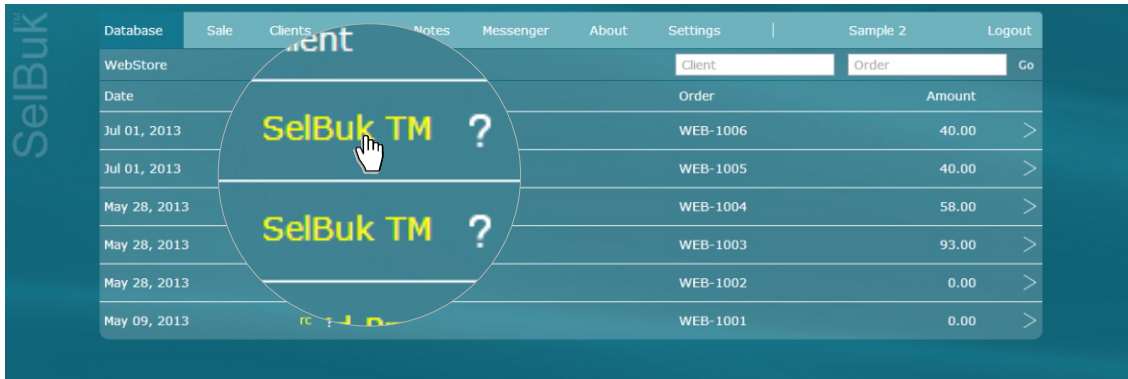 SelBuk™
Database Sale Clients Notes Messenger About Settings | Sample 2 Logout
WebStore Client Order Go
Date Client Order Amount
Jul 01, 2013 SelBuk TM ? WEB-1006 40.00 >
Jul 01, 2013 SelBuk TM ? WEB-1005 40.00 >
May 28, 2013 WEB-1004 58.00 >
May 28, 2013 WEB-1003 93.00 >
May 28, 2013 WEB-1002 0.00 >
May 09, 2013 rc ? WEB-1001 0.00 >